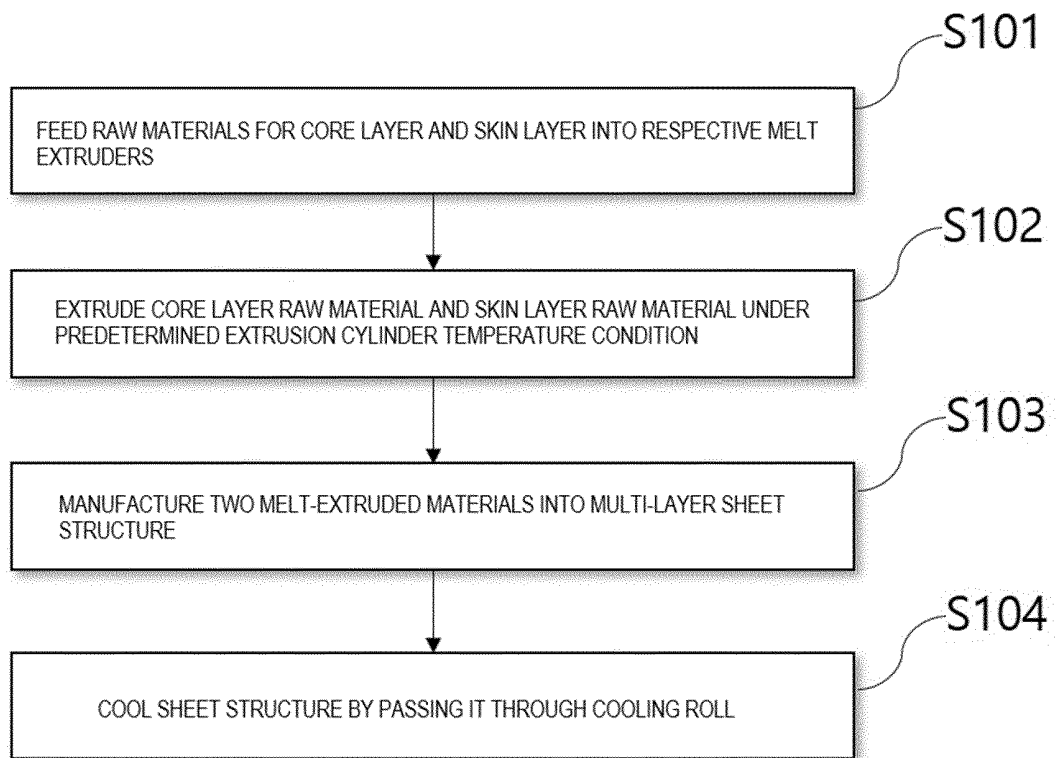 S101
FEED RAW MATERIALS FOR CORE LAYER AND SKIN LAYER INTO RESPECTIVE MELT
EXTRUDERS
S102
EXTRUDE CORE LAYER RAW MATERIAL AND SKIN LAYER RAW MATERIAL UNDER
PREDETERMINED EXTRUSION CYLINDER TEMPERATURE CONDITION
S103
MANUFACTURE TWO MELT-EXTRUDED MATERIALS INTO MULTI-LAYER SHEET
STRUCTURE
S104
COOL SHEET STRUCTURE BY PASSING IT THROUGH COOLING ROLL